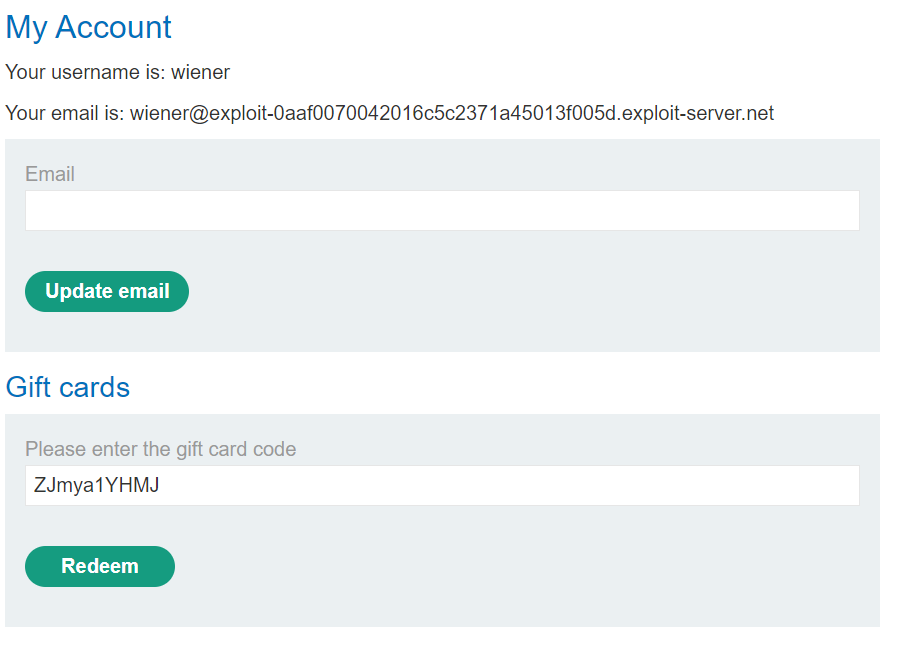 My Account
Your username is: wiener
Your email is: wiener@exploit-0aaf0070042016c5c2371a45013f005d.exploit-server.net
Email
Update email
Gift cards
Please enter the gift card code
ZJmya1YHMJ
Redeem